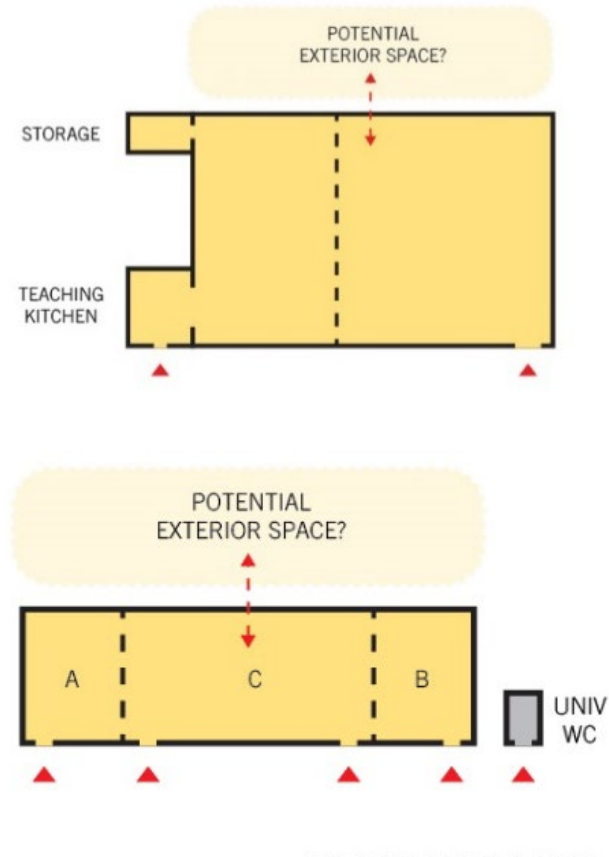 POTENTIAL
EXTERIOR SPACE?
STORAGE
TEACHING
KITCHEN
POTENTIAL
EXTERIOR SPACE?
A
C
B
UNIV
WC